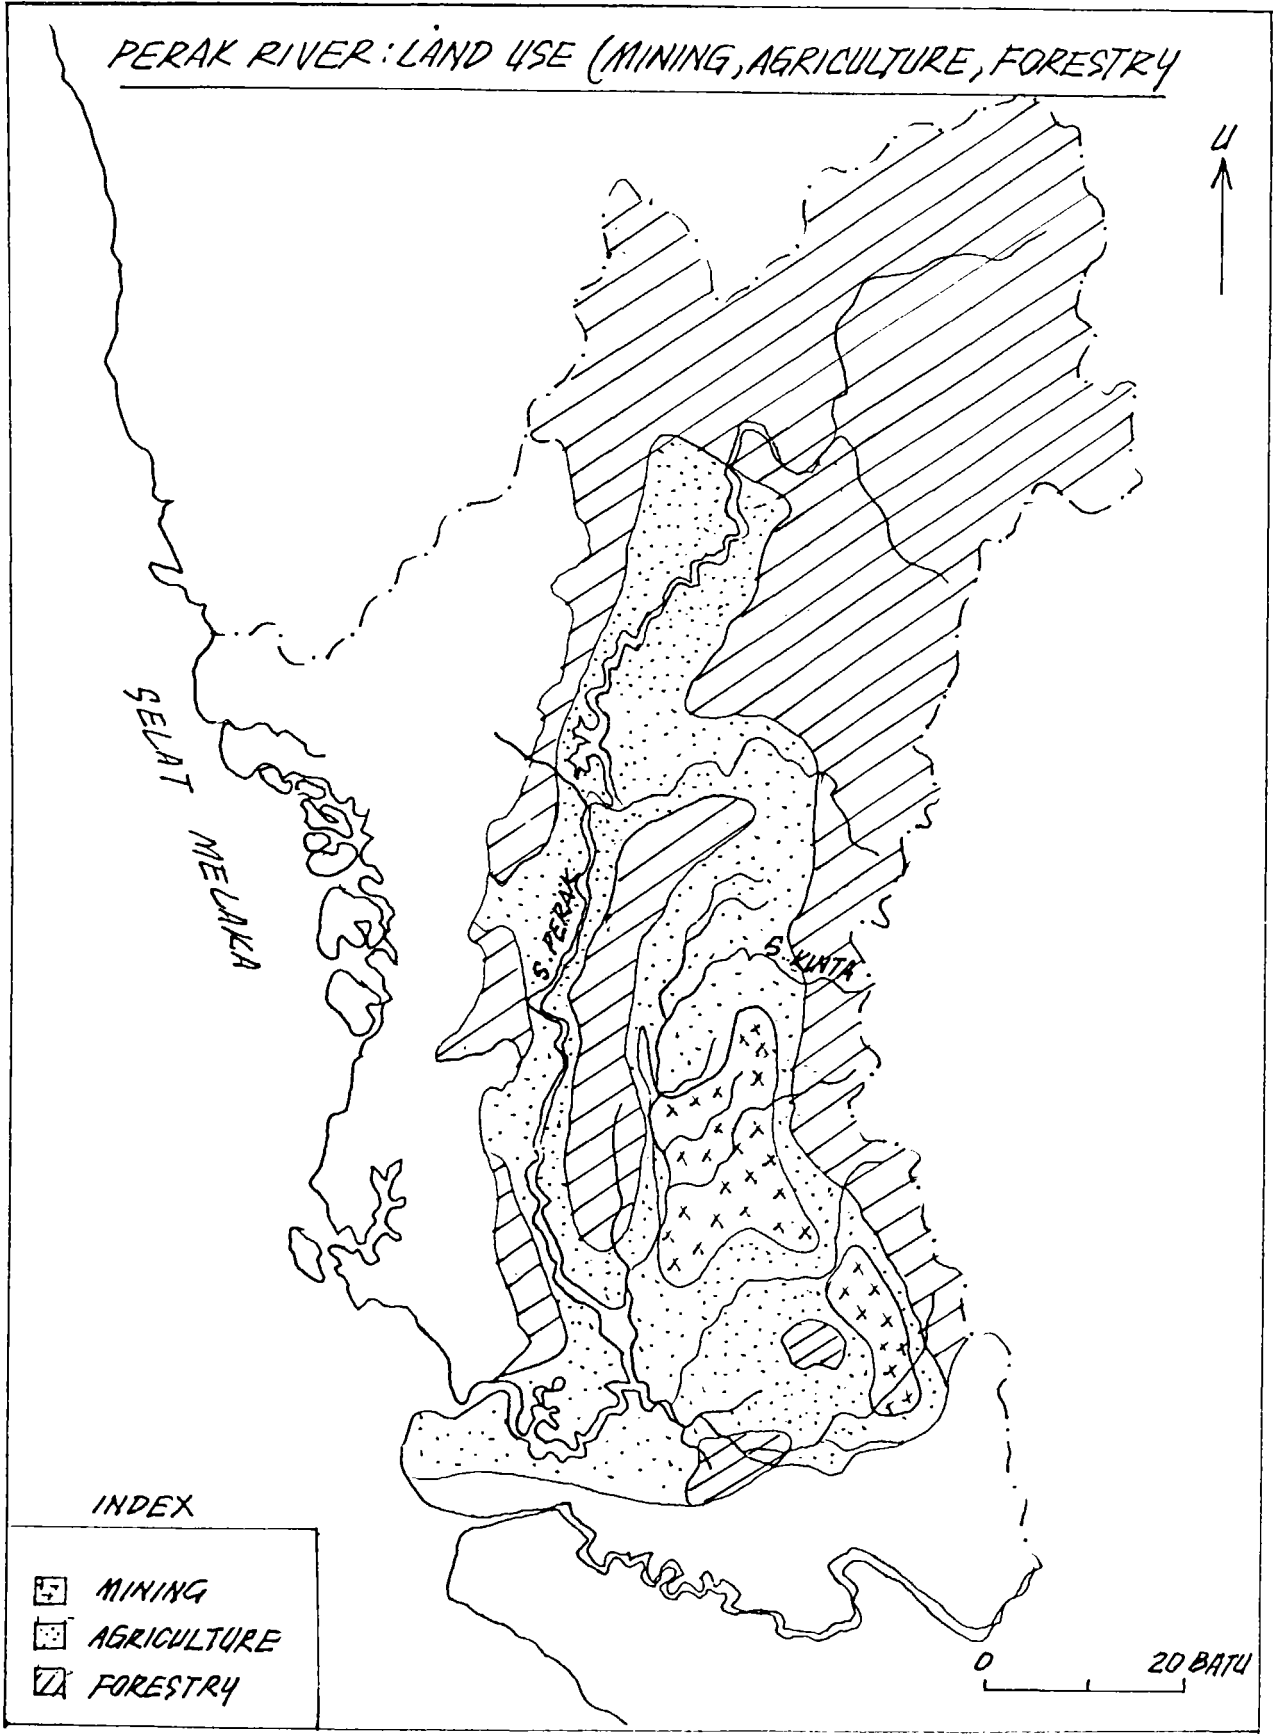 PERAK RIVER: LAND USE (MINING, AGRICULTURE, FORESTRY
U
SELAT MELAKA
S. PERAK
S. KINTA
INDEX
MINING
AGRICULTURE
FORESTRY
0 20 BATU